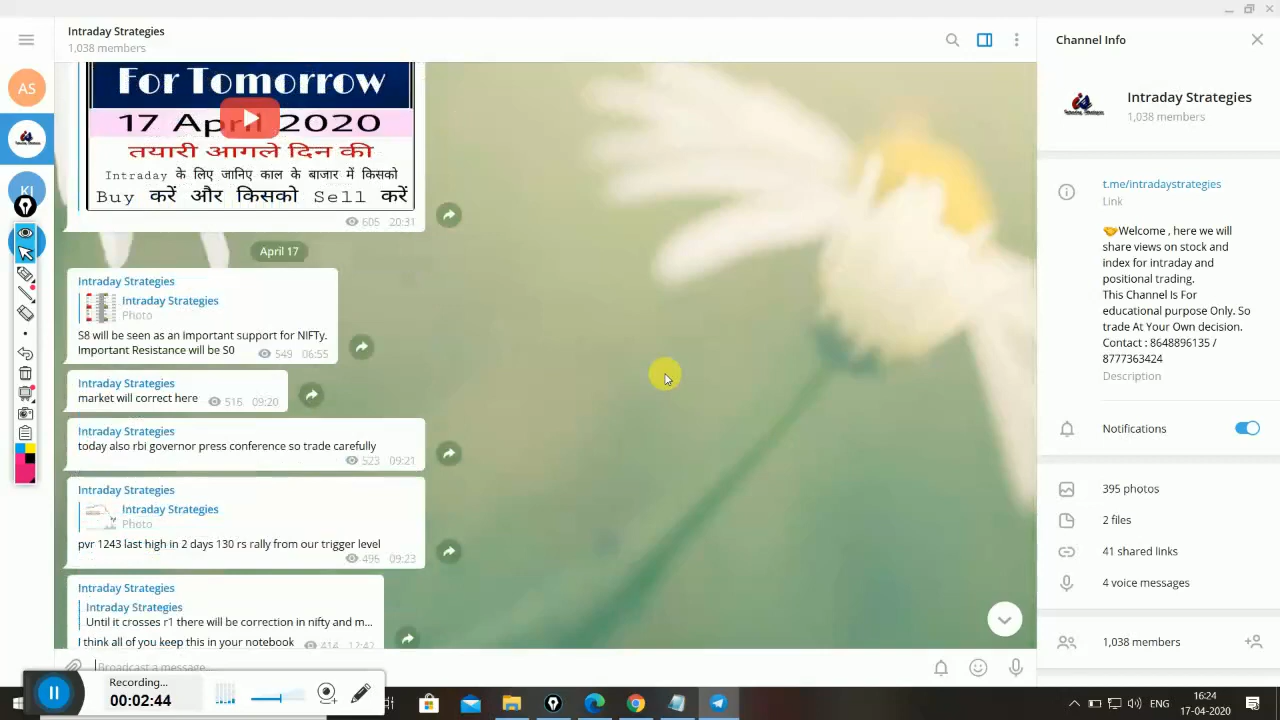 Intraday Strategies
1,038 members
Channel Info
AS
KI
For Tomorrow
17 April 2020
तयारी आगले दिन की
Intraday के लिए जानिए काल के बाजार में किसको
Buy करें और किसको Sell करें
605 20:31
April 17
Intraday Strategies
Intraday Strategies
Photo
S8 will be seen as an important support for NIFTy.
Important Resistance will be S0
549 06:55
Intraday Strategies
market will correct here
516 09:20
Intraday Strategies
today also rbi governor press conference so trade carefully
523 09:21
Intraday Strategies
Intraday Strategies
Photo
pvr 1243 last high in 2 days 130 rs rally from our trigger level
496 09:23
Intraday Strategies
Intraday Strategies
Until it crosses r1 there will be correction in nifty and m...
I think all of you keep this in your notebook
414 12:42
Broadcast a message...
Intraday Strategies
1,038 members
t.me/intradaystrategies
Link
🤝Welcome , here we will
share views on stock and
index for intraday and
positional trading.
This Channel Is For
educational purpose Only. So
trade At Your Own decision.
Contact : 8648896135 /
8777363424
Description
Notifications
395 photos
2 files
41 shared links
4 voice messages
1,038 members
Recording...
00:02:44
ENG
16:24
17-04-2020